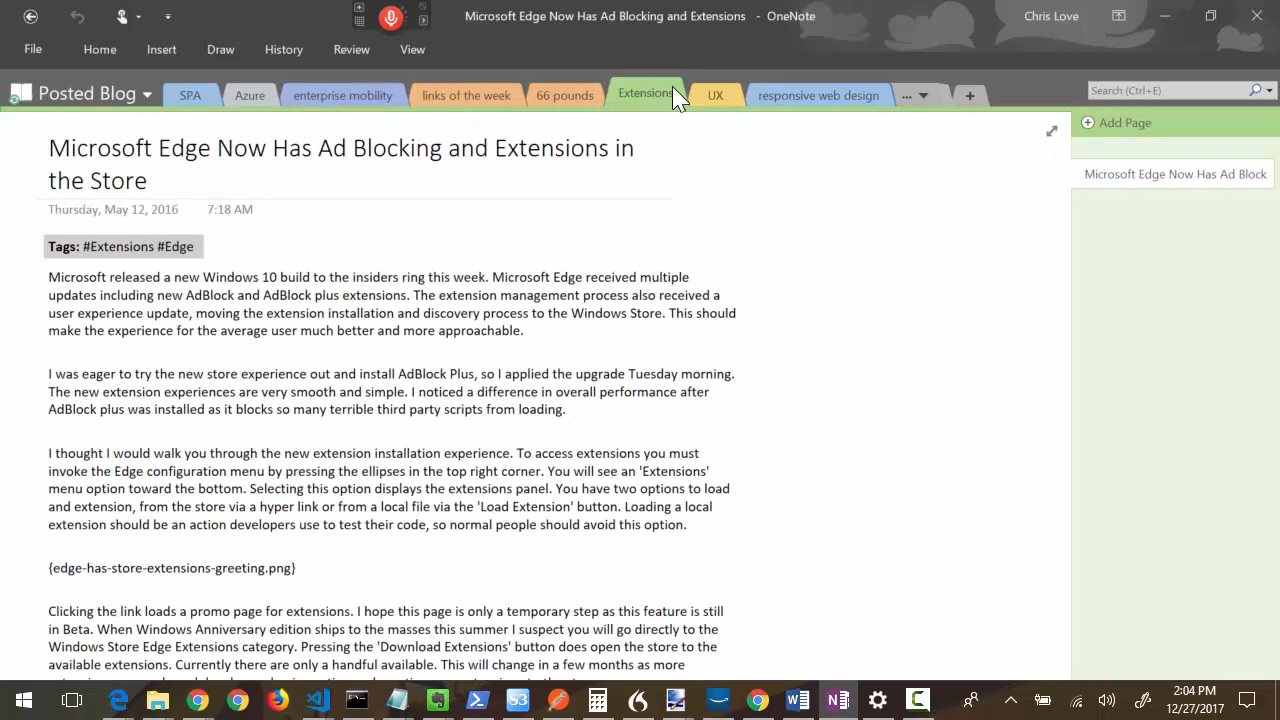 Microsoft Edge Now Has Ad Blocking and Extensions - OneNote
Chris Love
File Home Insert Draw History Review View
Posted Blog SPA Azure enterprise mobility links of the week 66 pounds Extensions UX responsive web design ... + Search (Ctrl+E)
Add Page
Microsoft Edge Now Has Ad Block
Microsoft Edge Now Has Ad Blocking and Extensions in
the Store
Thursday, May 12, 2016 7:18 AM
Tags: #Extensions #Edge
Microsoft released a new Windows 10 build to the insiders ring this week. Microsoft Edge received multiple
updates including new AdBlock and AdBlock plus extensions. The extension management process also received a
user experience update, moving the extension installation and discovery process to the Windows Store. This should
make the experience for the average user much better and more approachable.
I was eager to try the new store experience out and install AdBlock Plus, so I applied the upgrade Tuesday morning.
The new extension experiences are very smooth and simple. I noticed a difference in overall performance after
AdBlock plus was installed as it blocks so many terrible third party scripts from loading.
I thought I would walk you through the new extension installation experience. To access extensions you must
invoke the Edge configuration menu by pressing the ellipses in the top right corner. You will see an 'Extensions'
menu option toward the bottom. Selecting this option displays the extensions panel. You have two options to load
and extension, from the store via a hyper link or from a local file via the 'Load Extension' button. Loading a local
extension should be an action developers use to test their code, so normal people should avoid this option.
{edge-has-store-extensions-greeting.png}
Clicking the link loads a promo page for extensions. I hope this page is only a temporary step as this feature is still
in Beta. When Windows Anniversary edition ships to the masses this summer I suspect you will go directly to the
Windows Store Edge Extensions category. Pressing the 'Download Extensions' button does open the store to the
available extensions. Currently there are only a handful available. This will change in a few months as more
S3
2:04 PM
12/27/2017